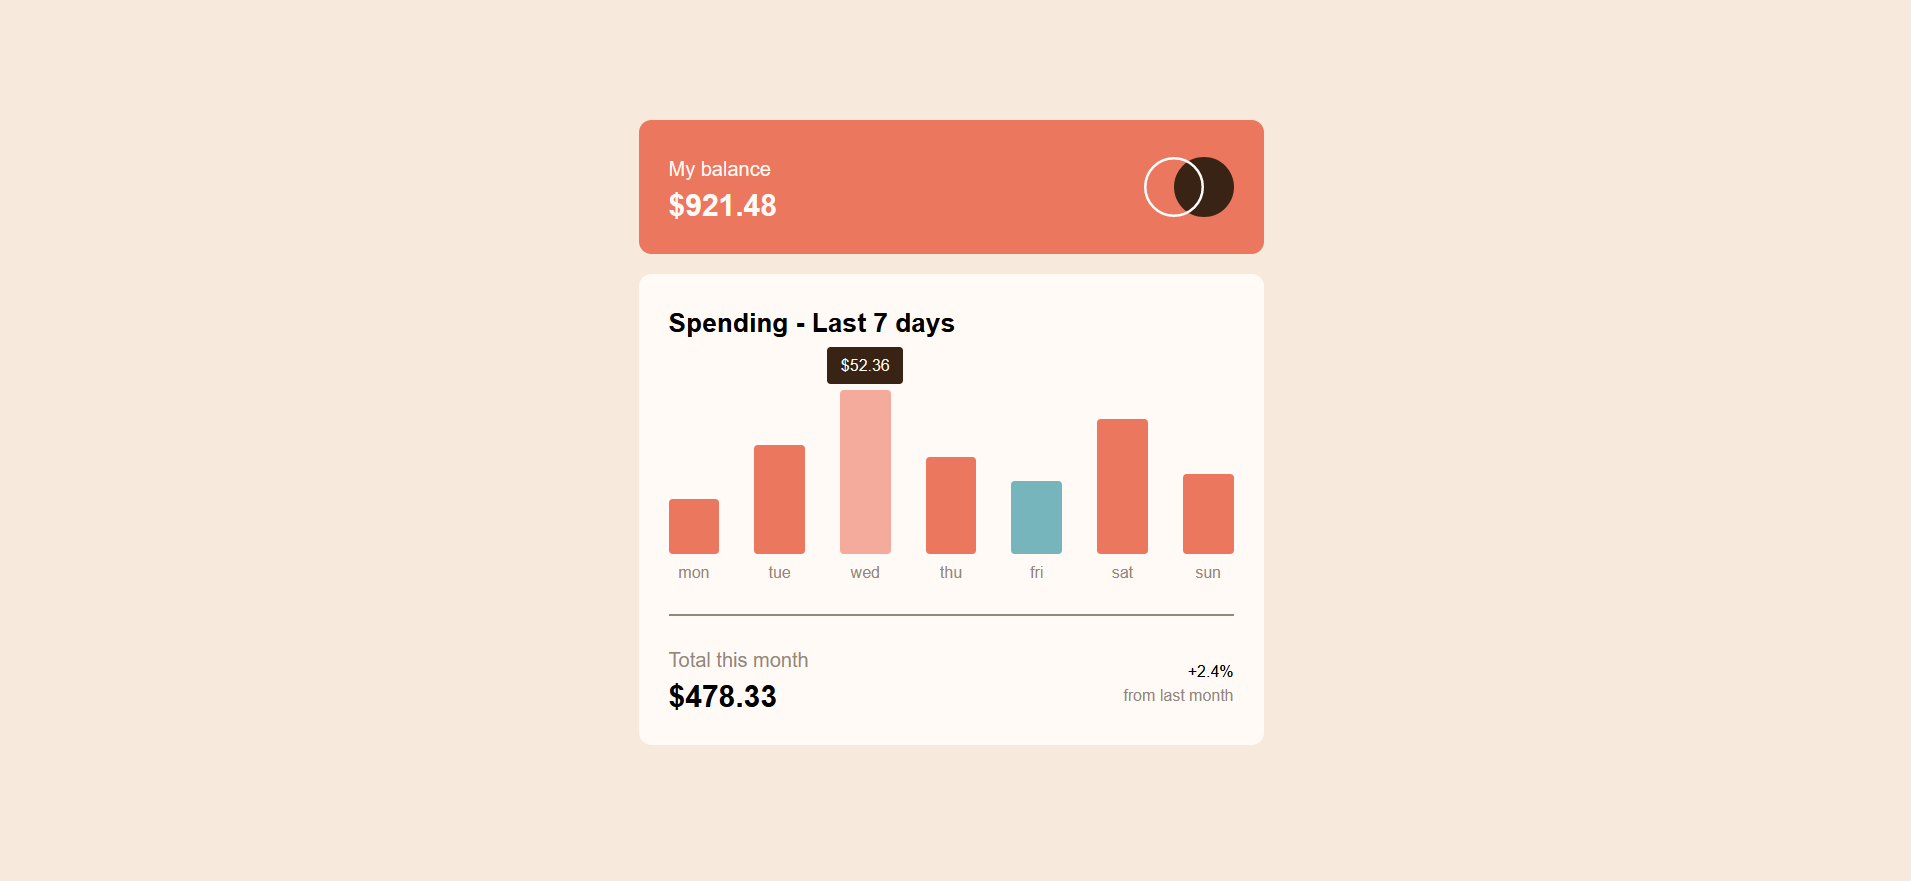 My balance
$921.48
Spending - Last 7 days
$52.36
mon tue wed thu fri sat sun
Total this month
$478.33
+2.4%
from last month